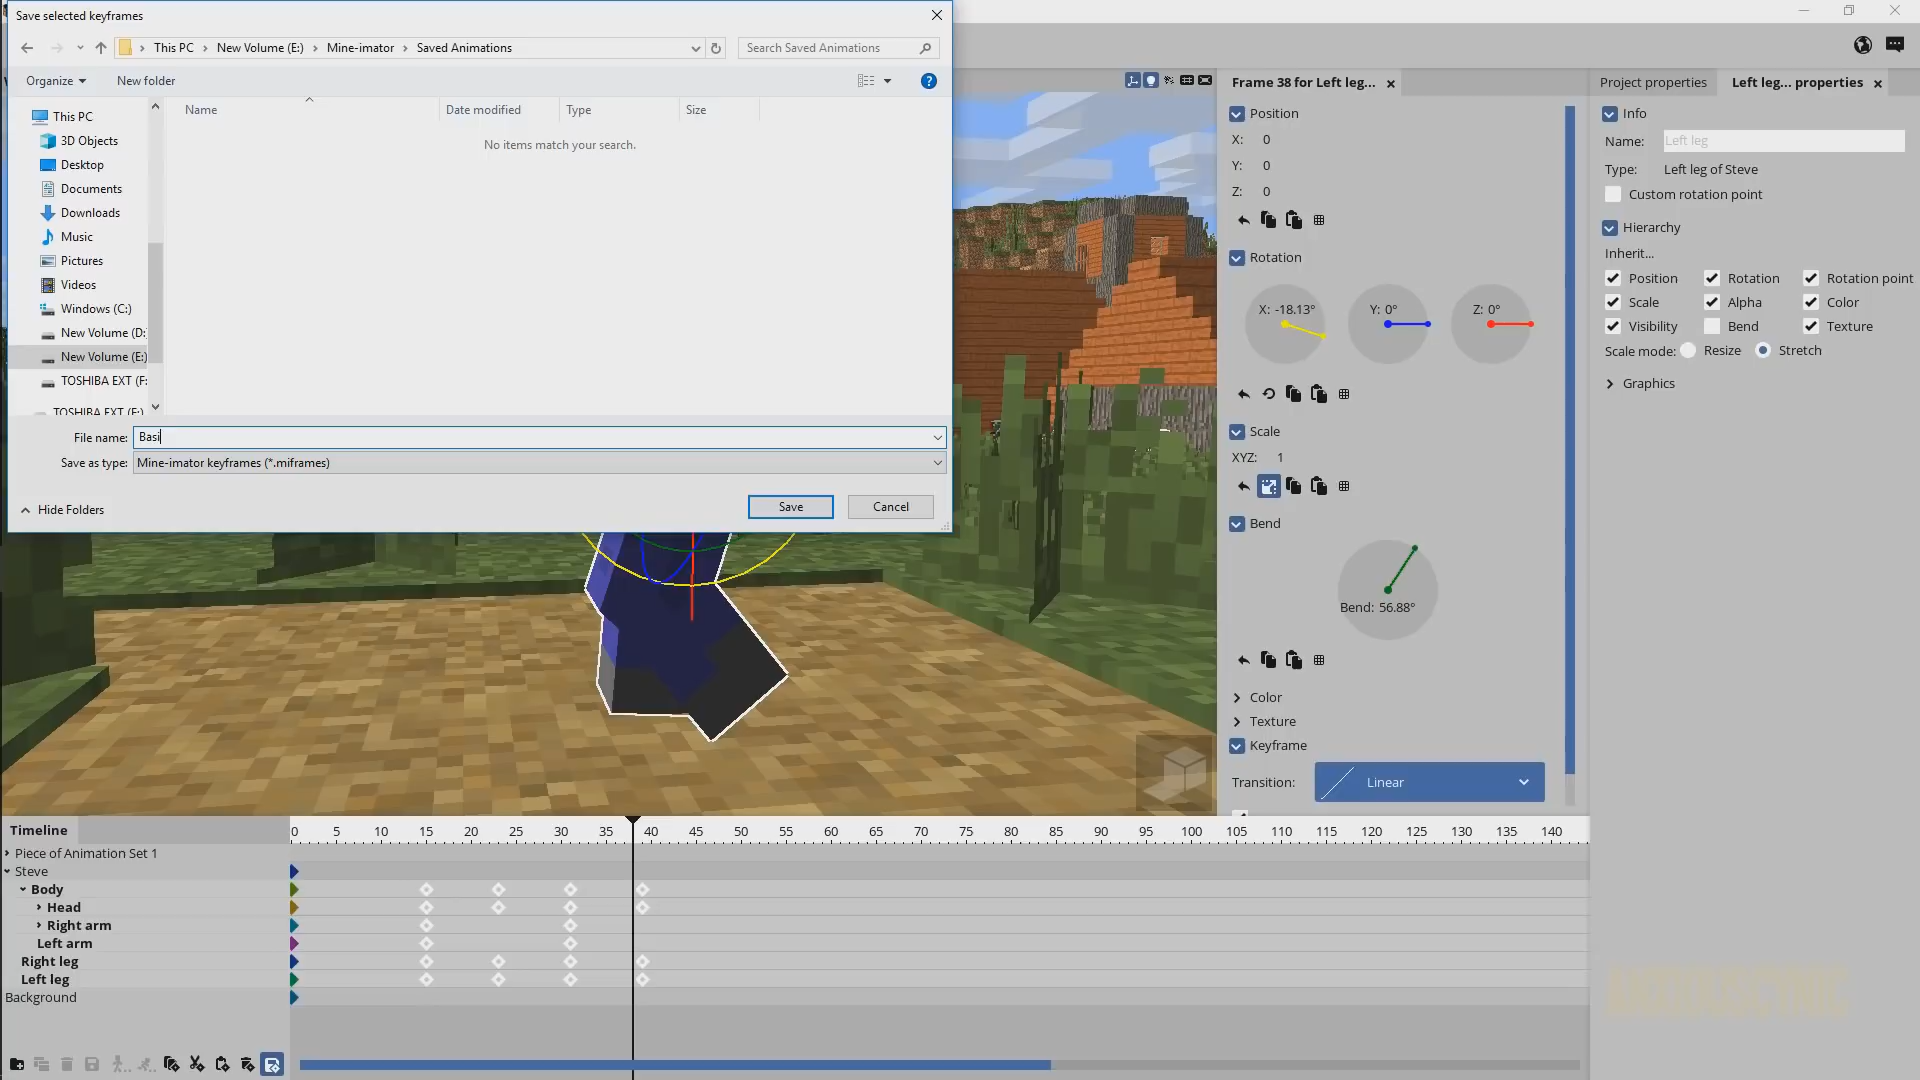 Save selected keyframes
This PC
New Volume (E:)
Mine-imator
Saved Animations
Search Saved Animations
Organize
New folder
Name
Date modified
Type
Size
No items match your search.
This PC
3D Objects
Desktop
Documents
Downloads
Music
Pictures
Videos
Windows (C:)
New Volume (D:
New Volume (E:)
TOSHIBA EXT (F:
TOSHIBA EXT (F:)
File name: Basi
Save as type: Mine-imator keyframes (*.miframes)
Hide Folders
Save
Cancel
Frame 38 for Left leg...
Position
X: 0
Y: 0
Z: 0
Rotation
X: -18.13° Y: 0° Z: 0°
Scale
XYZ: 1
Bend
Bend: 56.88°
Color
Texture
Keyframe
Transition: Linear
Project properties
Left leg... properties
Info
Name: Left leg
Type: Left leg of Steve
Custom rotation point
Hierarchy
Inherit...
Position Rotation Rotation point
Scale Alpha Color
Visibility Bend Texture
Scale mode: Resize Stretch
Graphics
Timeline
0 5 10 15 20 25 30 35 40 45 50 55 60 65 70 75 80 85 90 95 100 105 110 115 120 125 130 135 140
Piece of Animation Set 1
Steve
Body
Head
Right arm
Left arm
Right leg
Left leg
Background